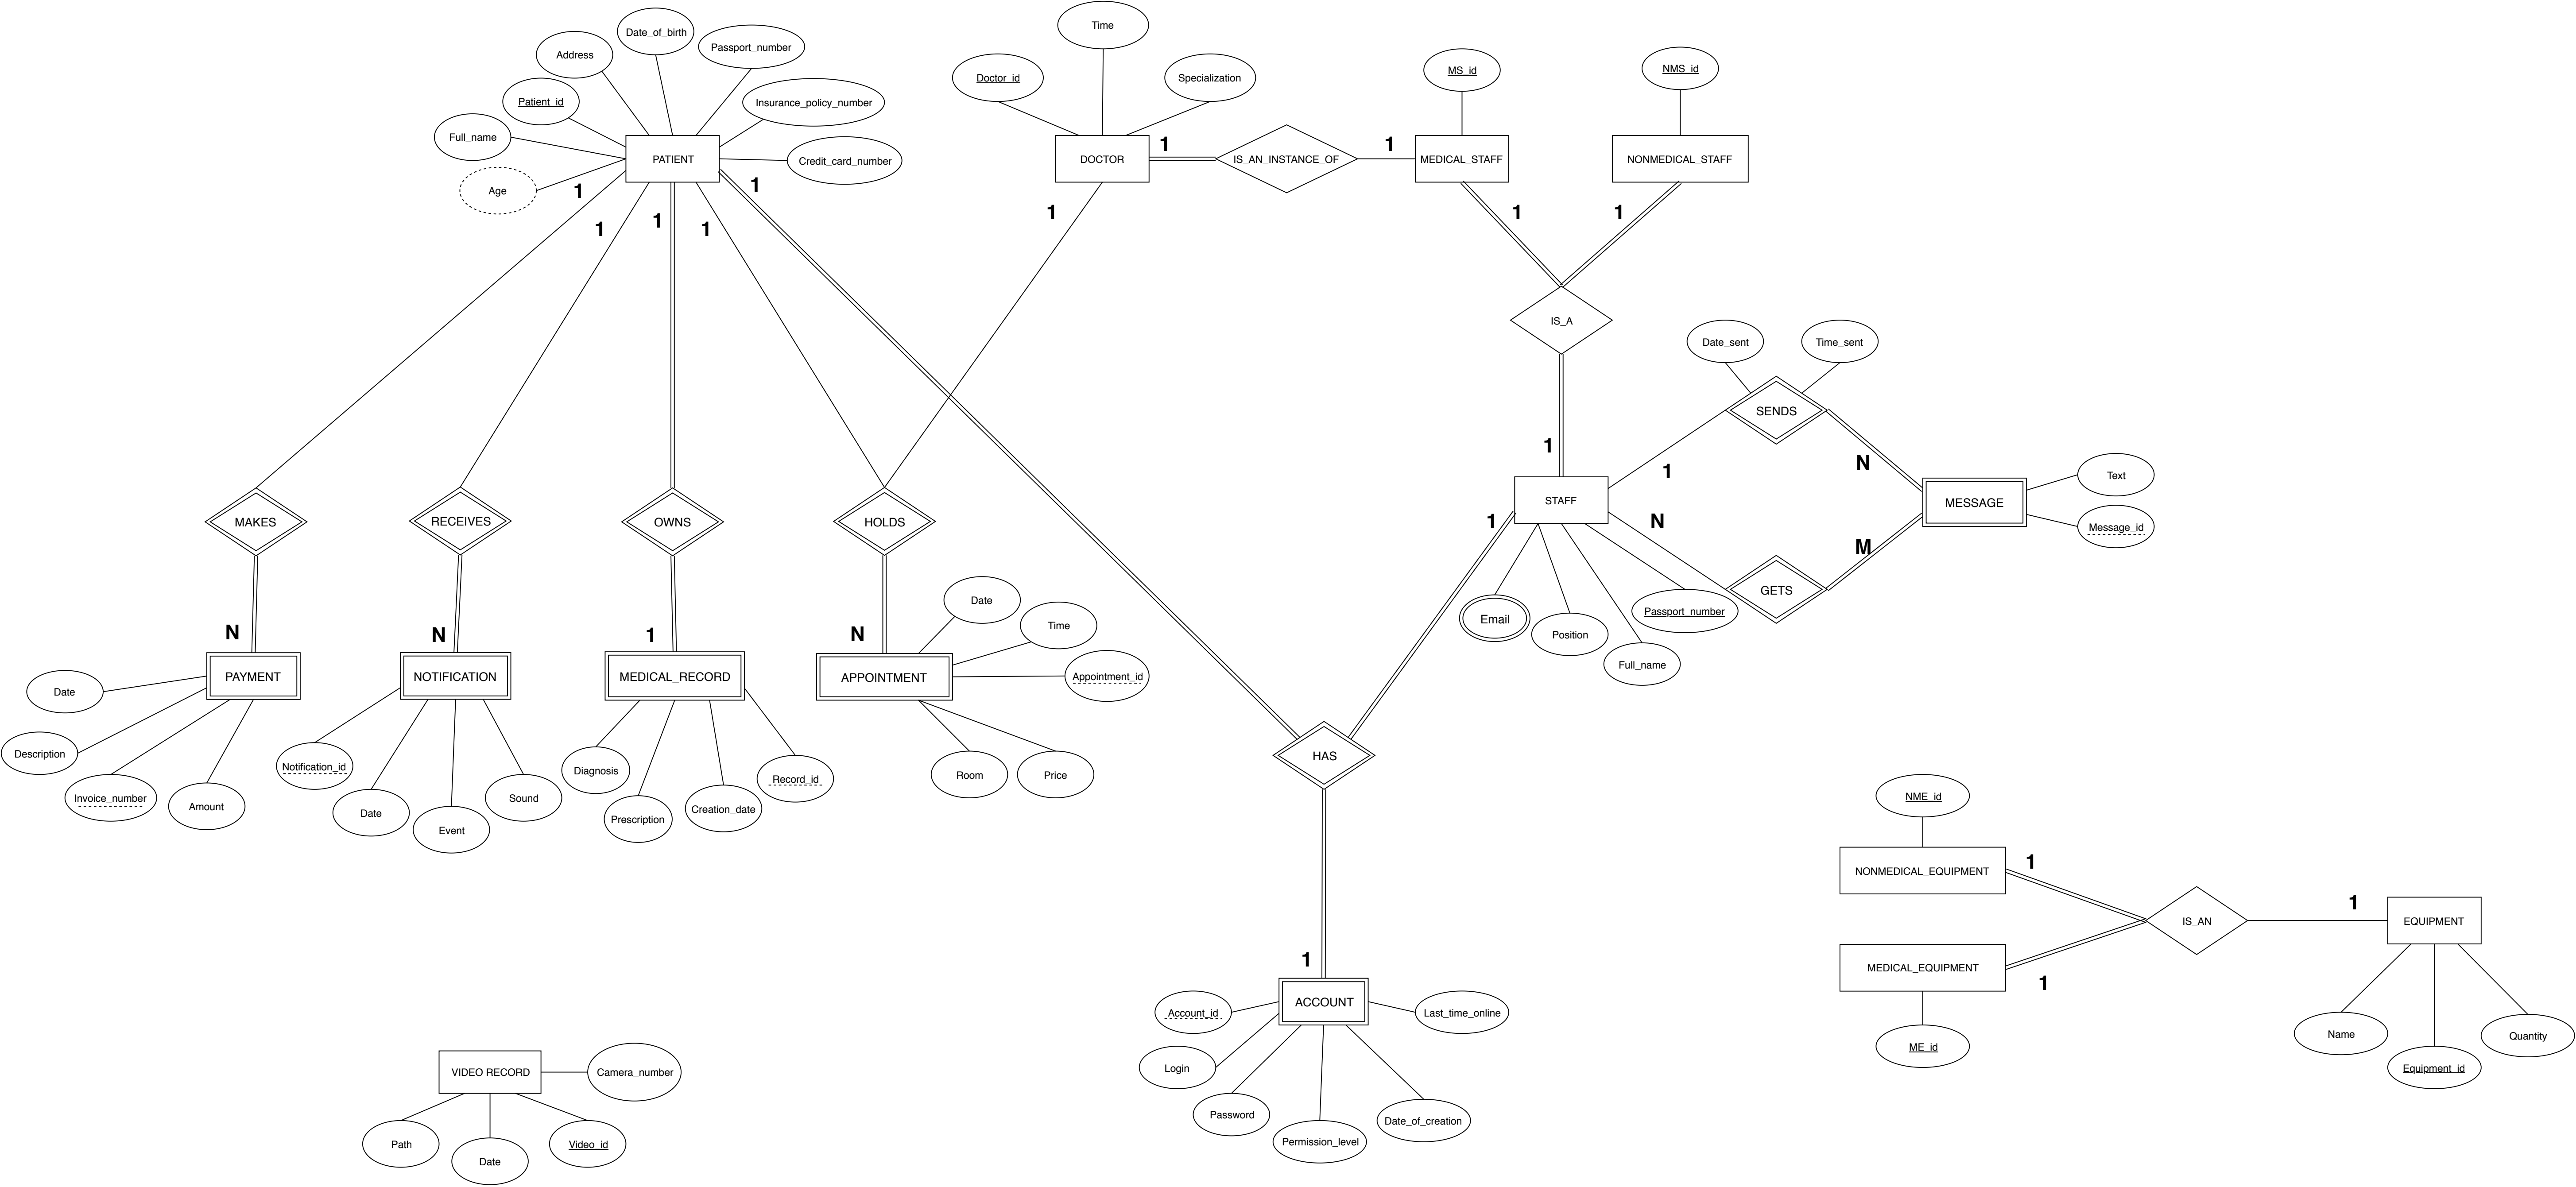 Time
Date_of_birth
Passport_number
Address
Doctor_id
Specialization
MS_id
NMS_id
Patient_id
Insurance_policy_number
Full_name
PATIENT
Credit_card_number
Age
DOCTOR
1
IS_AN_INSTANCE_OF
1
MEDICAL_STAFF
NONMEDICAL_STAFF
1
1
1
1
1
1
1
1
IS_A
Date_sent
Time_sent
SENDS
1
1
N
Text
STAFF
MESSAGE
Message_id
1
N
M
GETS
MAKES
RECEIVES
OWNS
HOLDS
Email
Position
Full_name
Passport_number
N
N
1
N
Date
Time
Appointment_id
PAYMENT
NOTIFICATION
MEDICAL_RECORD
APPOINTMENT
Date
Description
Invoice_number
Amount
Notification_id
Date
Event
Sound
Diagnosis
Prescription
Creation_date
Record_id
Room
Price
HAS
NME_id
NONMEDICAL_EQUIPMENT
1
IS_AN
1
EQUIPMENT
MEDICAL_EQUIPMENT
1
ME_id
Name
Equipment_id
Quantity
1
ACCOUNT
Account_id
Last_time_online
Login
Password
Permission_level
Date_of_creation
VIDEO RECORD
Camera_number
Path
Date
Video_id